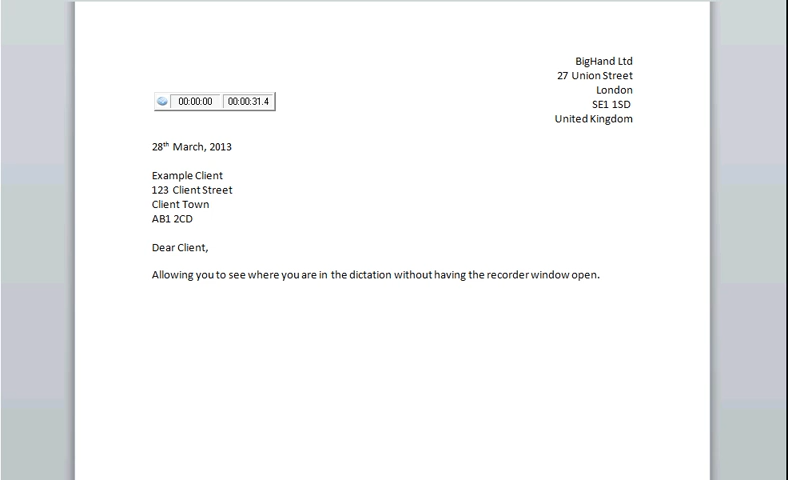 BigHand Ltd
27 Union Street
London
SE1 1SD
United Kingdom
00:00:00 00:00:31.4
28th March, 2013
Example Client
123 Client Street
Client Town
AB1 2CD
Dear Client,
Allowing you to see where you are in the dictation without having the recorder window open.